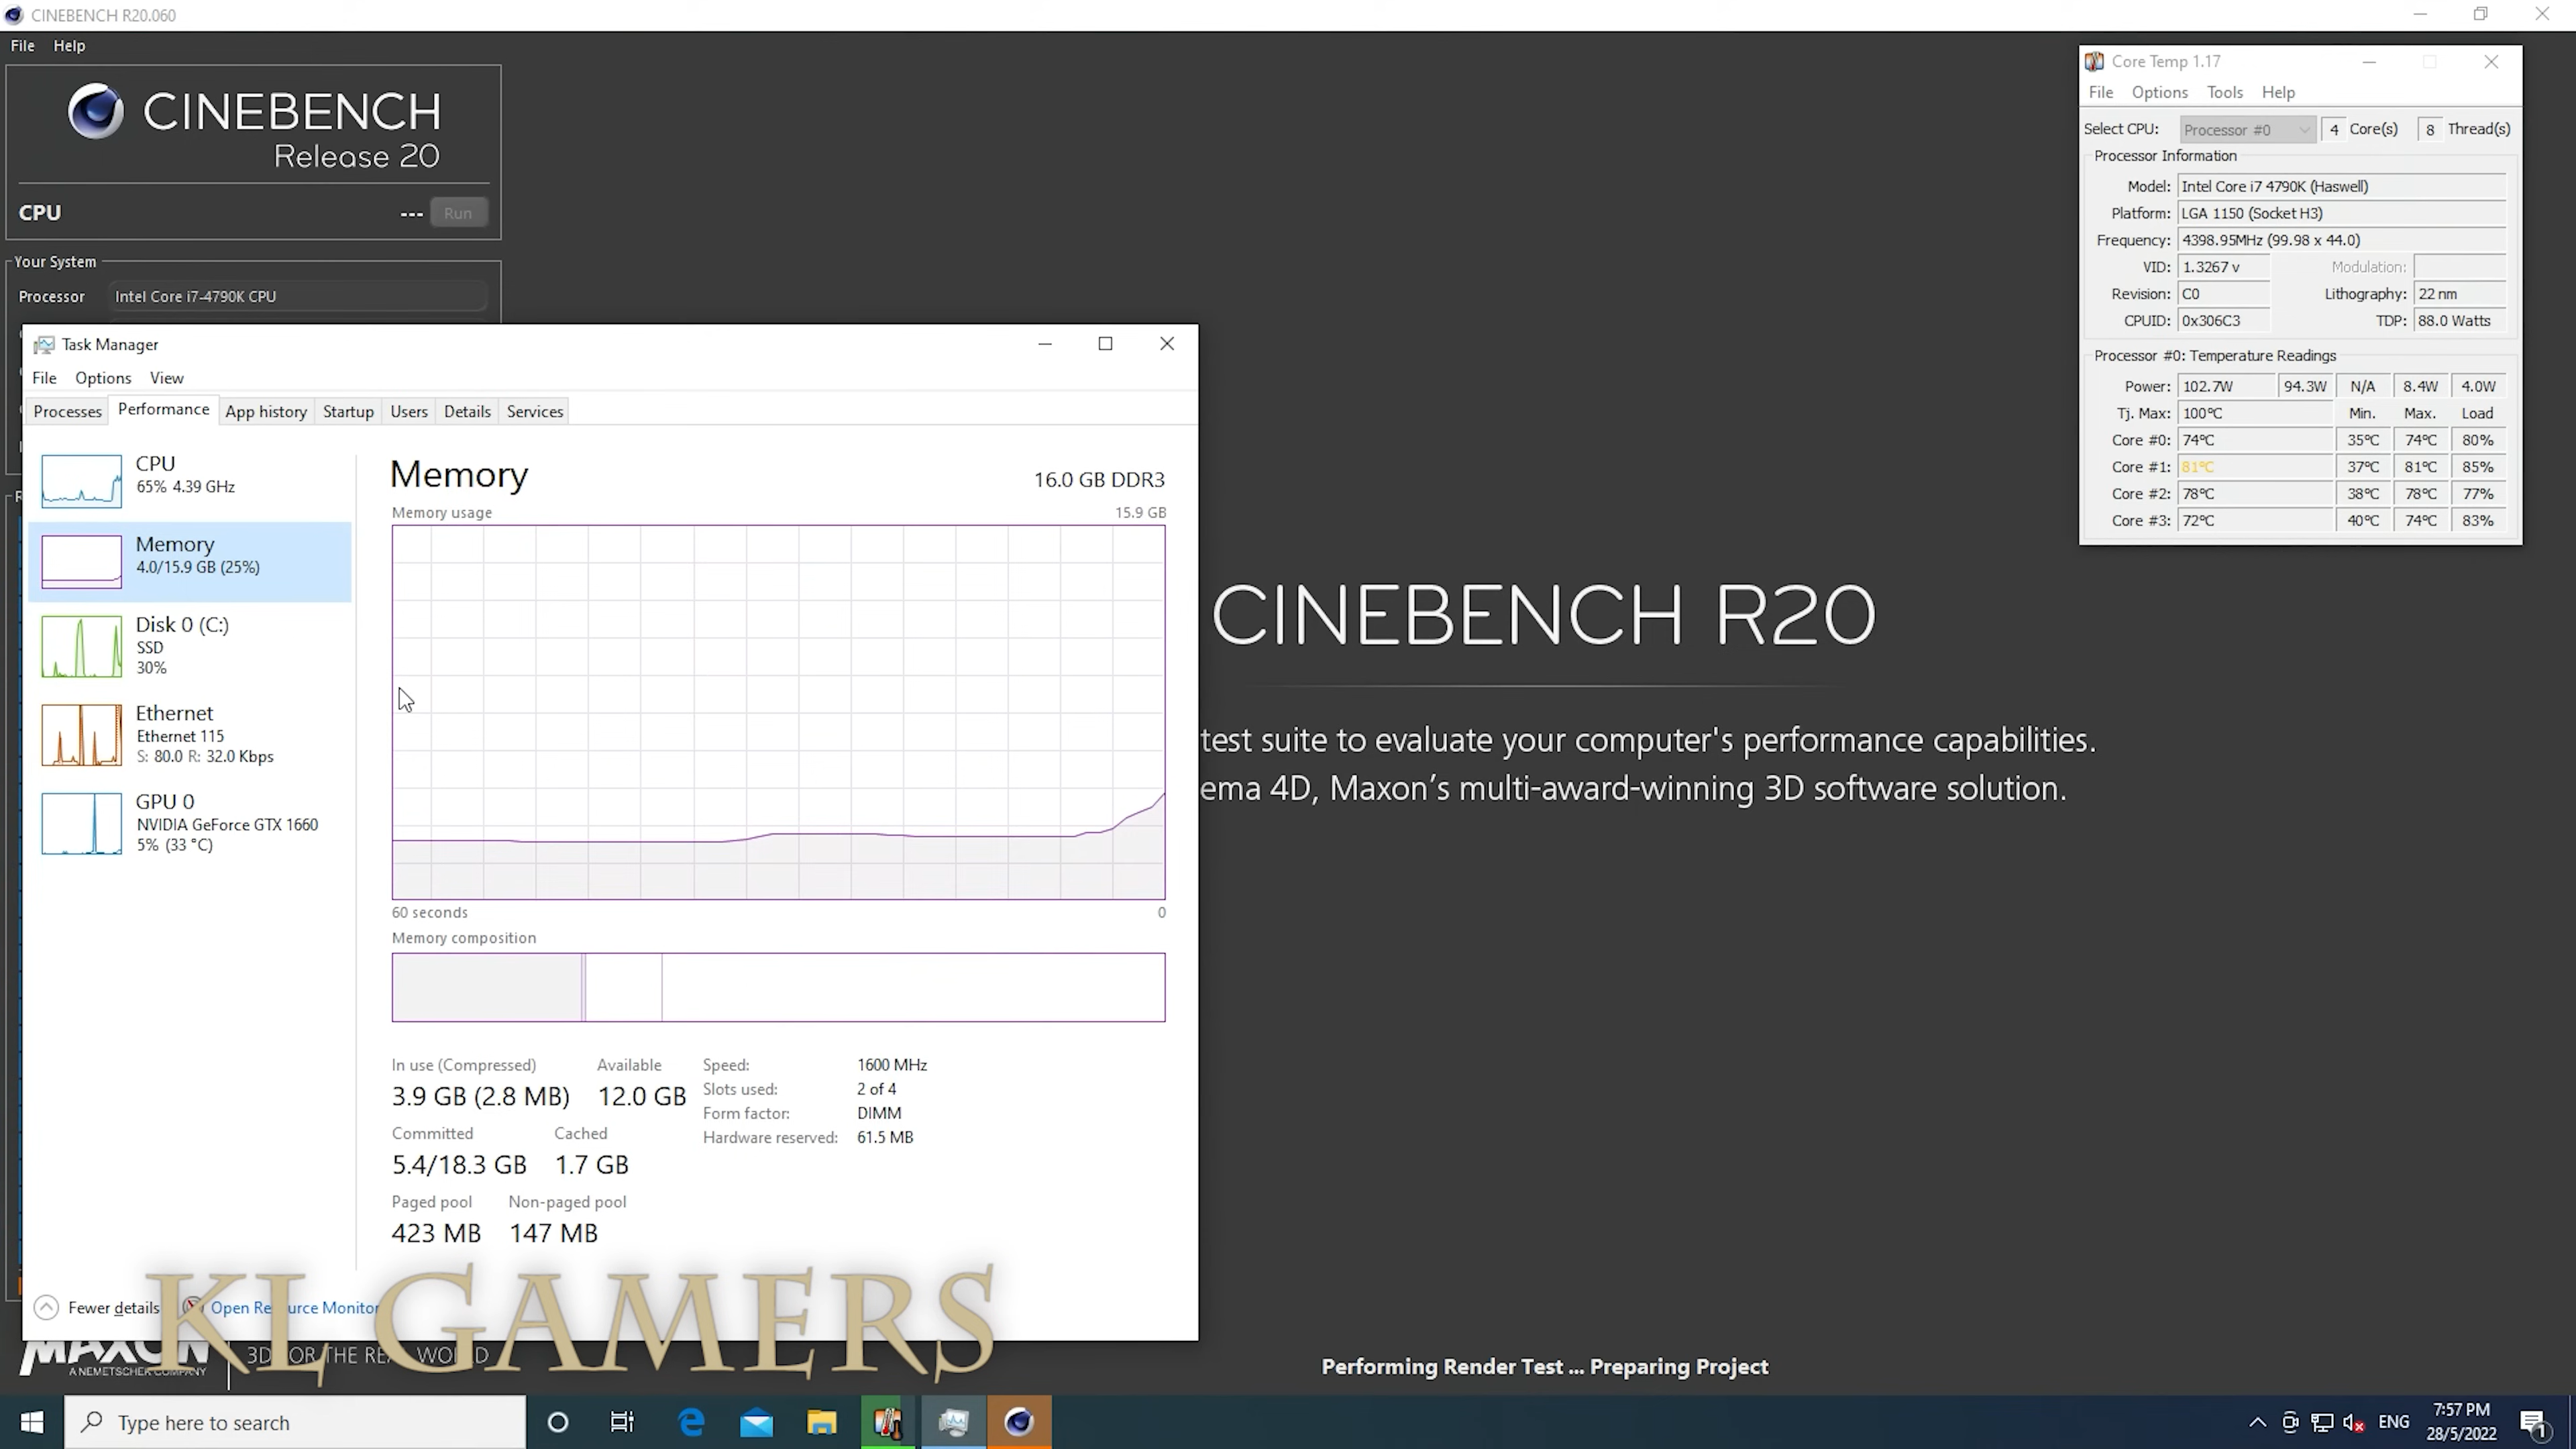 CINEBENCH R20.060
File Help
CINEBENCH
Release 20
CPU --- Run
Your System
Processor Intel Core i7-4790K CPU
Task Manager
File Options View
Processes Performance App history Startup Users Details Services
CPU
65% 4.39 GHz
Memory
4.0/15.9 GB (25%)
Disk 0 (C:)
SSD
30%
Ethernet
Ethernet 115
S: 80.0 R: 32.0 Kbps
GPU 0
NVIDIA GeForce GTX 1660
5% (33 °C)
Memory 16.0 GB DDR3
Memory usage 15.9 GB
60 seconds 0
Memory composition
In use (Compressed) Available
3.9 GB (2.8 MB) 12.0 GB
Committed Cached
5.4/18.3 GB 1.7 GB
Paged pool Non-paged pool
423 MB 147 MB
Speed: 1600 MHz
Slots used: 2 of 4
Form factor: DIMM
Hardware reserved: 61.5 MB
Fewer details Open Resource Monitor
KL GAMERS
MAXON
A NEMETSCHEK COMPANY
3D FOR THE REAL WORLD
Core Temp 1.17
File Options Tools Help
Select CPU: Processor #0 4 Core(s) 8 Thread(s)
Processor Information
Model: Intel Core i7 4790K (Haswell)
Platform: LGA 1150 (Socket H3)
Frequency: 4398.95MHz (99.98 x 44.0)
VID: 1.3267 v Modulation:
Revision: C0 Lithography: 22 nm
CPUID: 0x306C3 TDP: 88.0 Watts
Processor #0: Temperature Readings
Power: 102.7W 94.3W N/A 8.4W 4.0W
Tj. Max: 100°C Min. Max. Load
Core #0: 74°C 35°C 74°C 80%
Core #1: 81°C 37°C 81°C 85%
Core #2: 78°C 38°C 78°C 77%
Core #3: 72°C 40°C 74°C 83%
CINEBENCH R20
test suite to evaluate your computer's performance capabilities.
ema 4D, Maxon’s multi-award-winning 3D software solution.
Performing Render Test ... Preparing Project
Type here to search
ENG
7:57 PM
28/5/2022
1